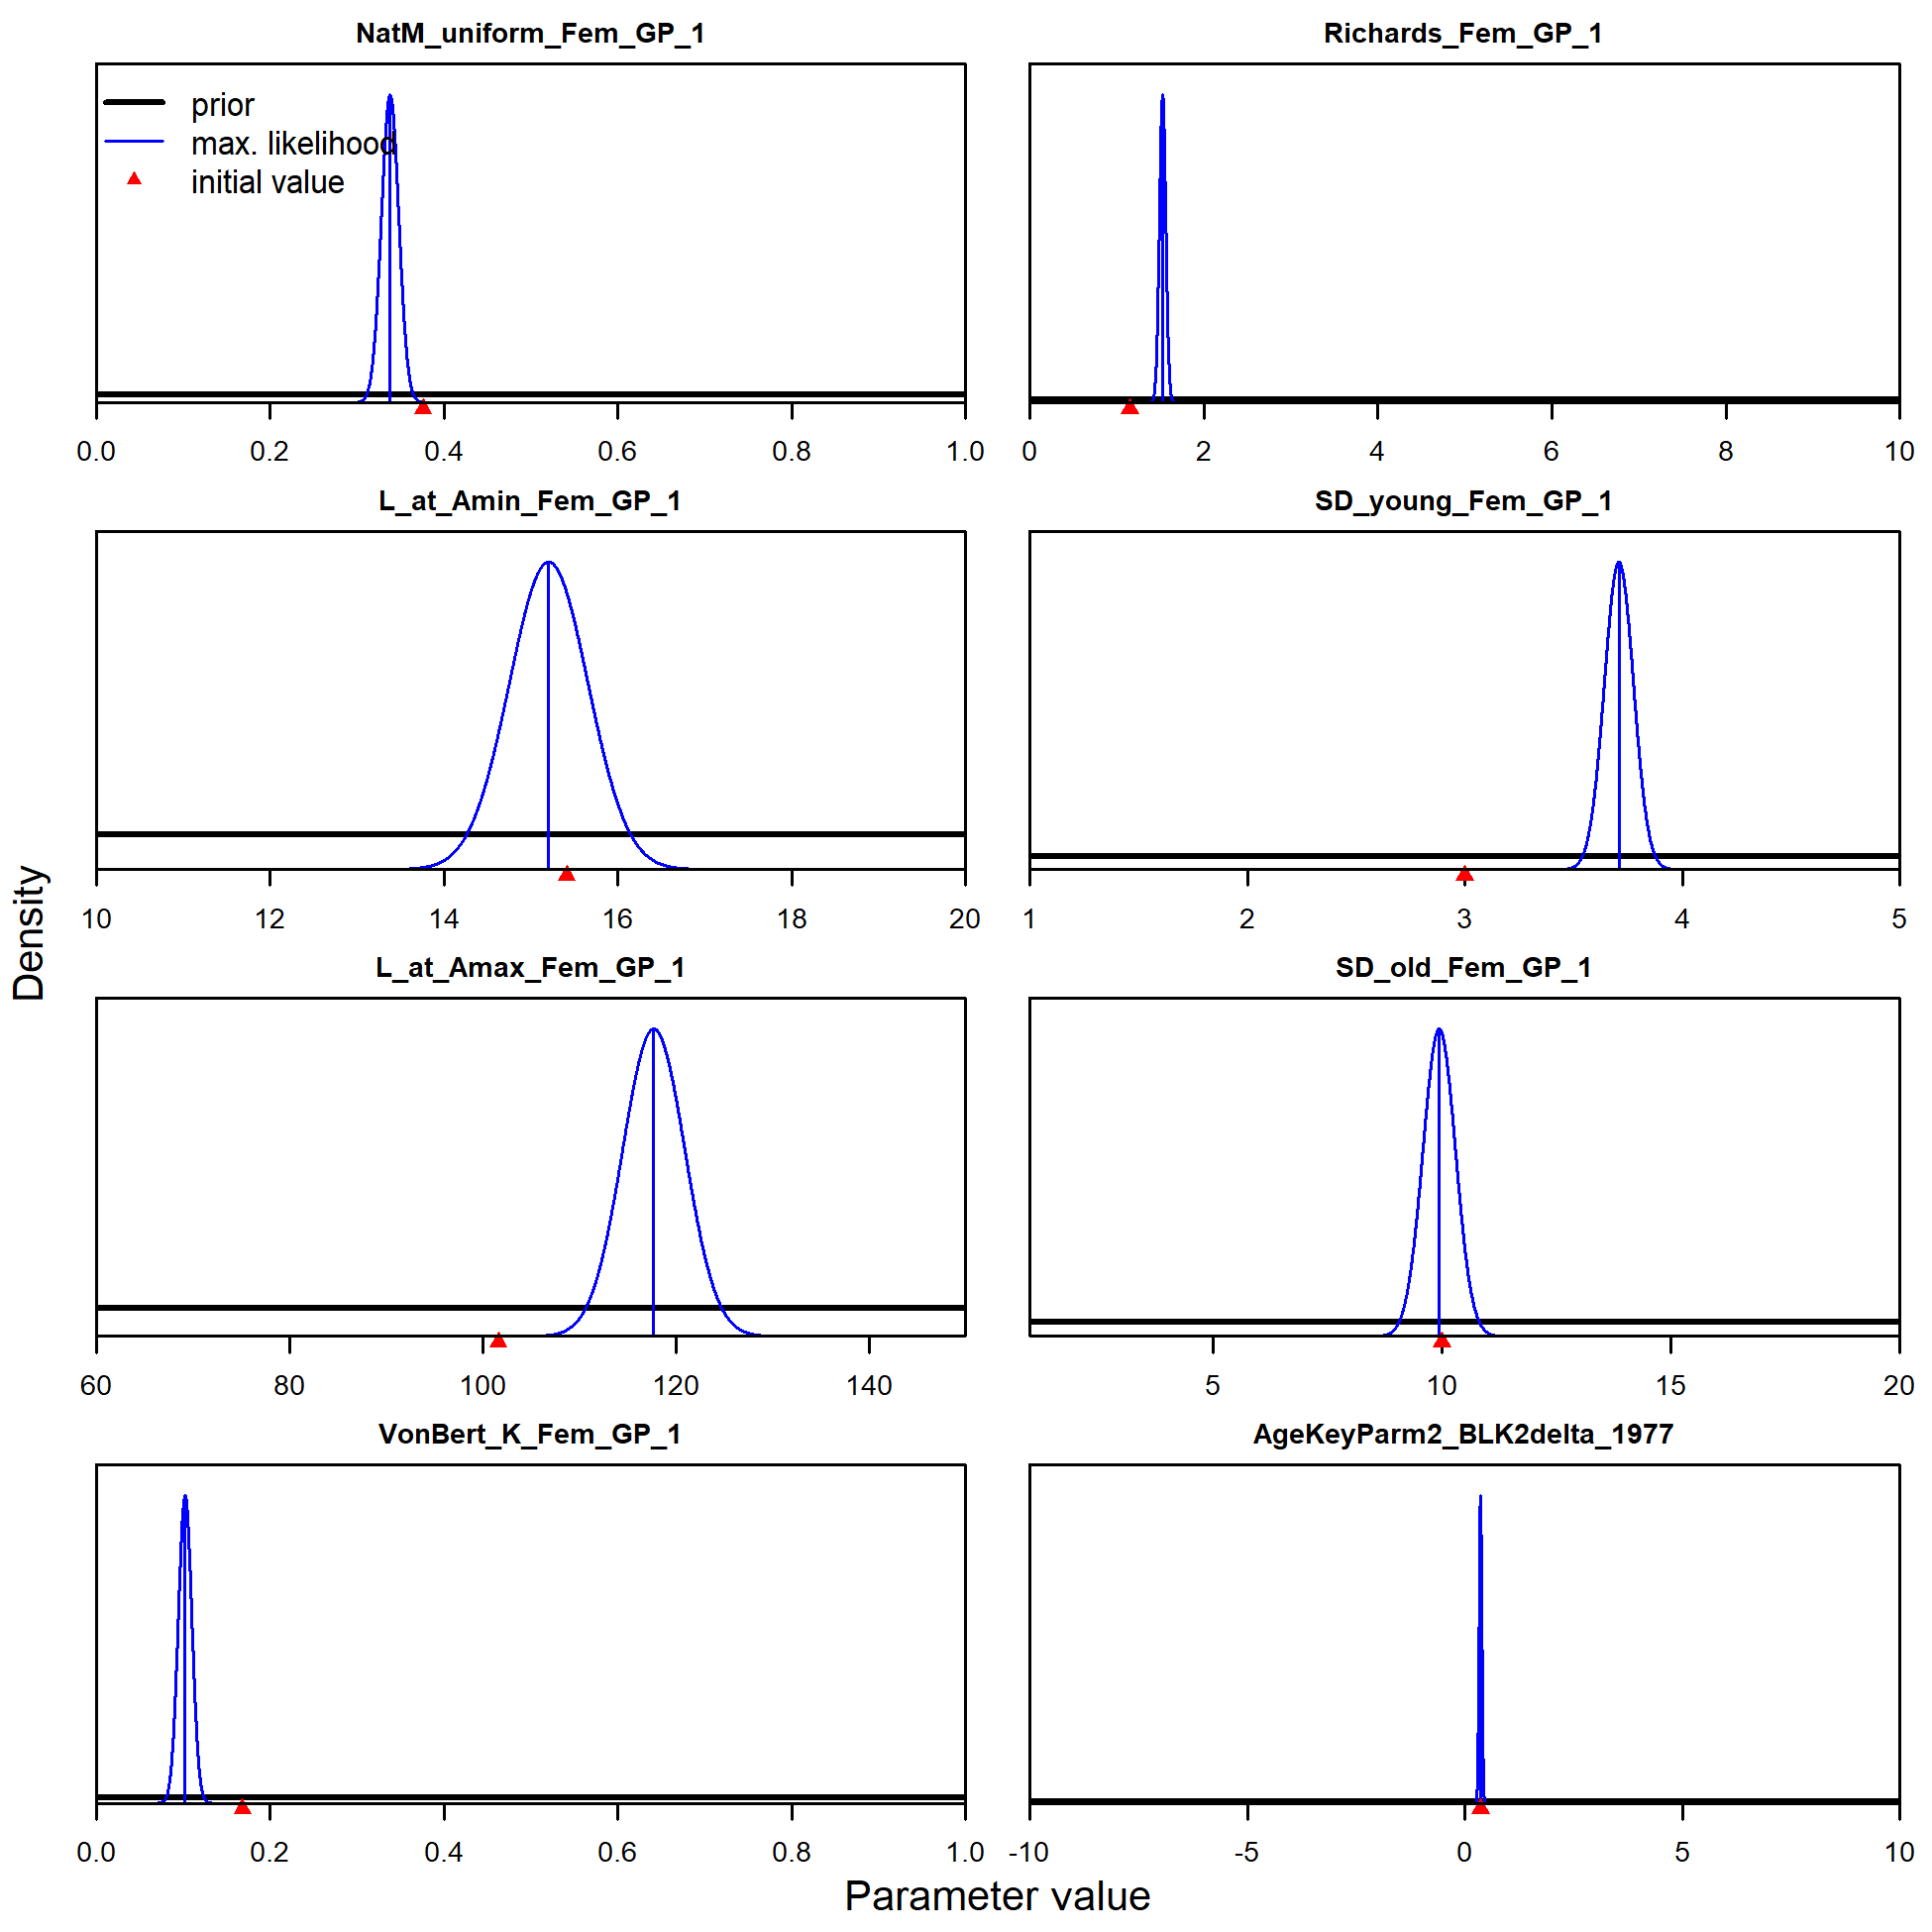 NatM_uniform_Fem_GP_1
prior
max. likelihood
initial value
0.0 0.2 0.4 0.6 0.8 1.0
Richards_Fem_GP_1
0 2 4 6 8 10
L_at_Amin_Fem_GP_1
10 12 14 16 18 20
SD_young_Fem_GP_1
1 2 3 4 5
L_at_Amax_Fem_GP_1
60 80 100 120 140
SD_old_Fem_GP_1
5 10 15 20
VonBert_K_Fem_GP_1
0.0 0.2 0.4 0.6 0.8 1.0
AgeKeyParm2_BLK2delta_1977
-10 -5 0 5 10
Density
Parameter value